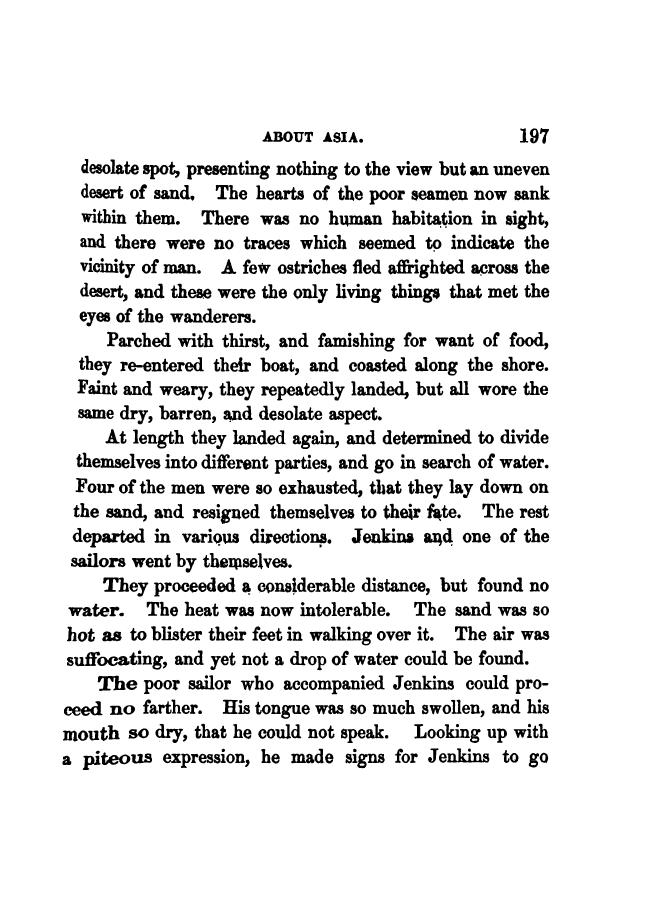 ABOUT ASIA. 197
desolate spot, presenting nothing to the view but an uneven
desert of sand. The hearts of the poor seamen now sank
within them. There was no human habitation in sight,
and there were no traces which seemed to indicate the
vicinity of man. A few ostriches fled affrighted across the
desert, and these were the only living things that met the
eyes of the wanderers.
Parched with thirst, and famishing for want of food,
they re-entered their boat, and coasted along the shore.
Faint and weary, they repeatedly landed, but all wore the
same dry, barren, and desolate aspect.
At length they landed again, and determined to divide
themselves into different parties, and go in search of water.
Four of the men were so exhausted, that they lay down on
the sand, and resigned themselves to their fate. The rest
departed in various directions. Jenkins and one of the
sailors went by themselves.
They proceeded a considerable distance, but found no
water. The heat was now intolerable. The sand was so
hot as to blister their feet in walking over it. The air was
suffocating, and yet not a drop of water could be found.
The poor sailor who accompanied Jenkins could pro-
ceed no farther. His tongue was so much swollen, and his
mouth so dry, that he could not speak. Looking up with
a piteous expression, he made signs for Jenkins to go